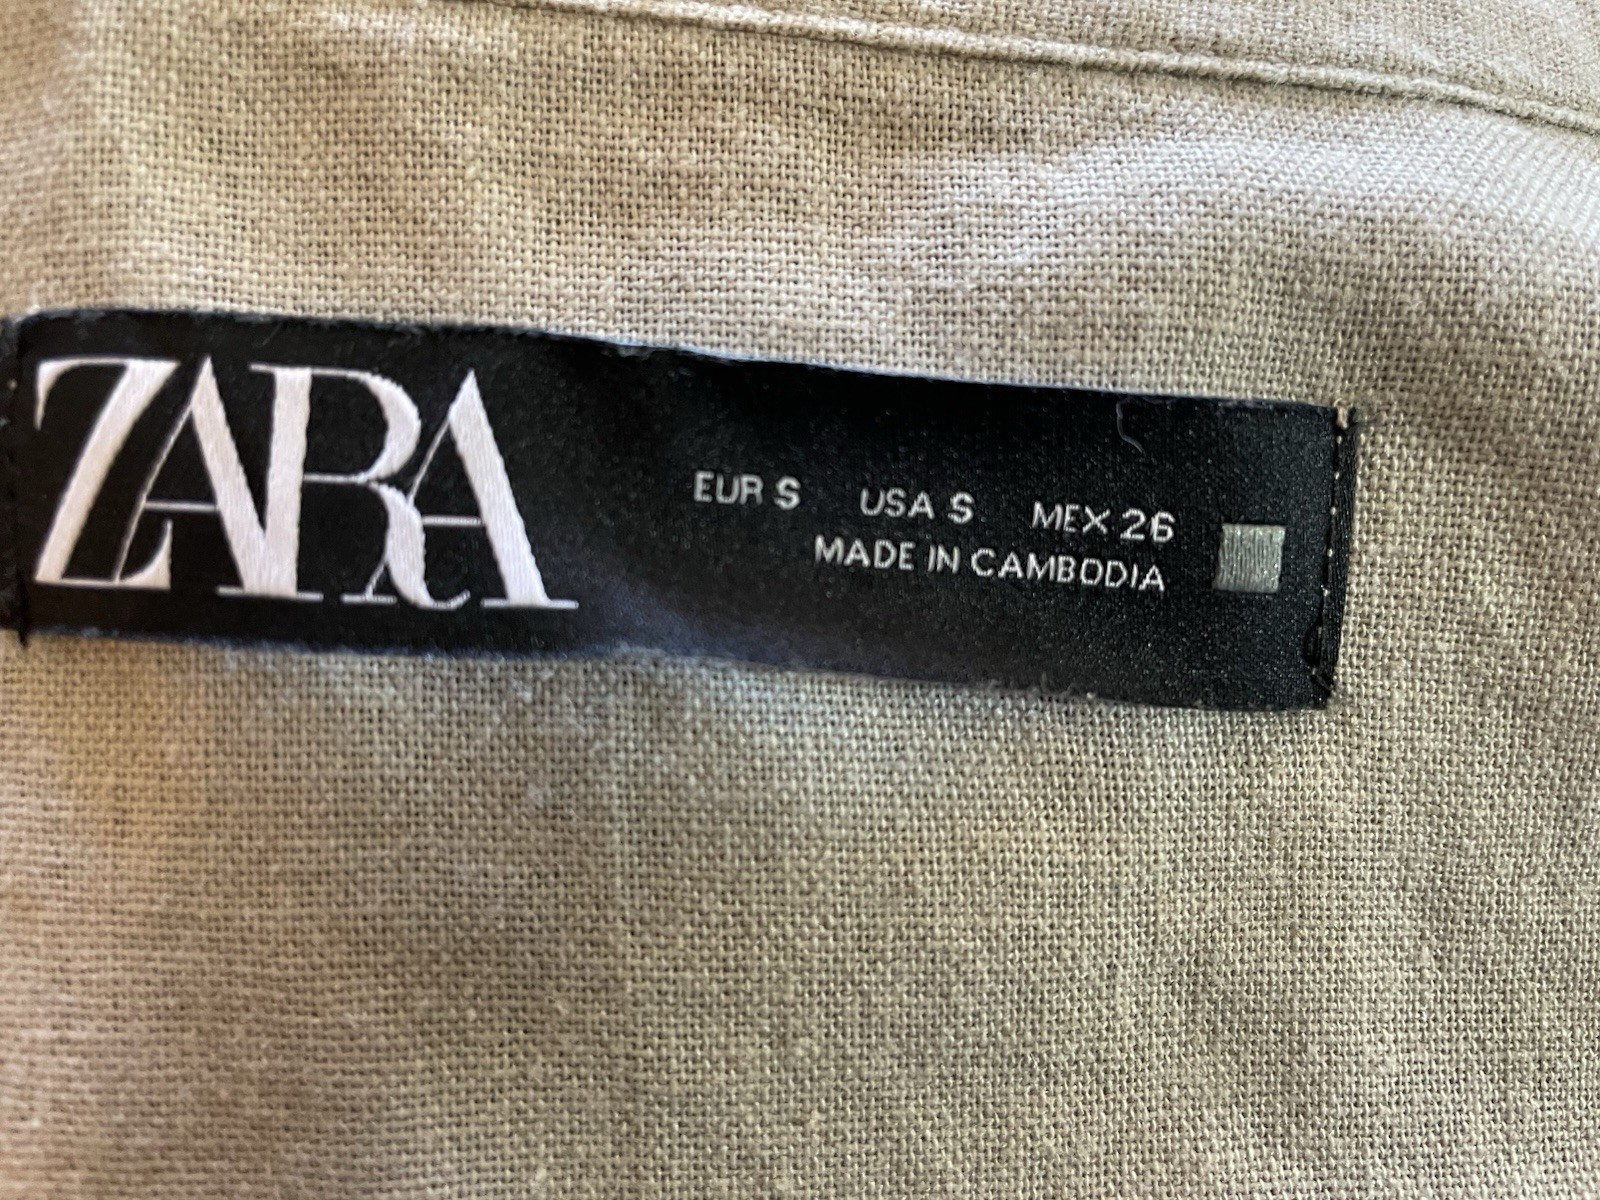 ZARA
EUR S USA S MEX 26
MADE IN CAMBODIA